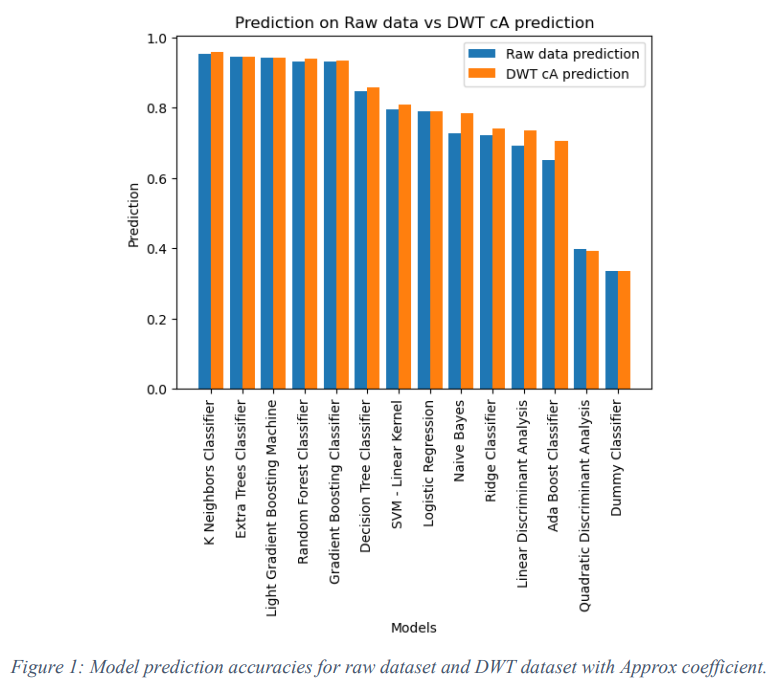 Prediction on Raw data vs DWT cA prediction
Raw data prediction
DWT cA prediction
Prediction
1.0
0.8
0.6
0.4
0.2
0.0
K Neighbors Classifier
Extra Trees Classifier
Light Gradient Boosting Machine
Random Forest Classifier
Gradient Boosting Classifier
Decision Tree Classifier
SVM - Linear Kernel
Logistic Regression
Naive Bayes
Ridge Classifier
Linear Discriminant Analysis
Ada Boost Classifier
Quadratic Discriminant Analysis
Dummy Classifier
Models
Figure 1: Model prediction accuracies for raw dataset and DWT dataset with Approx coefficient.